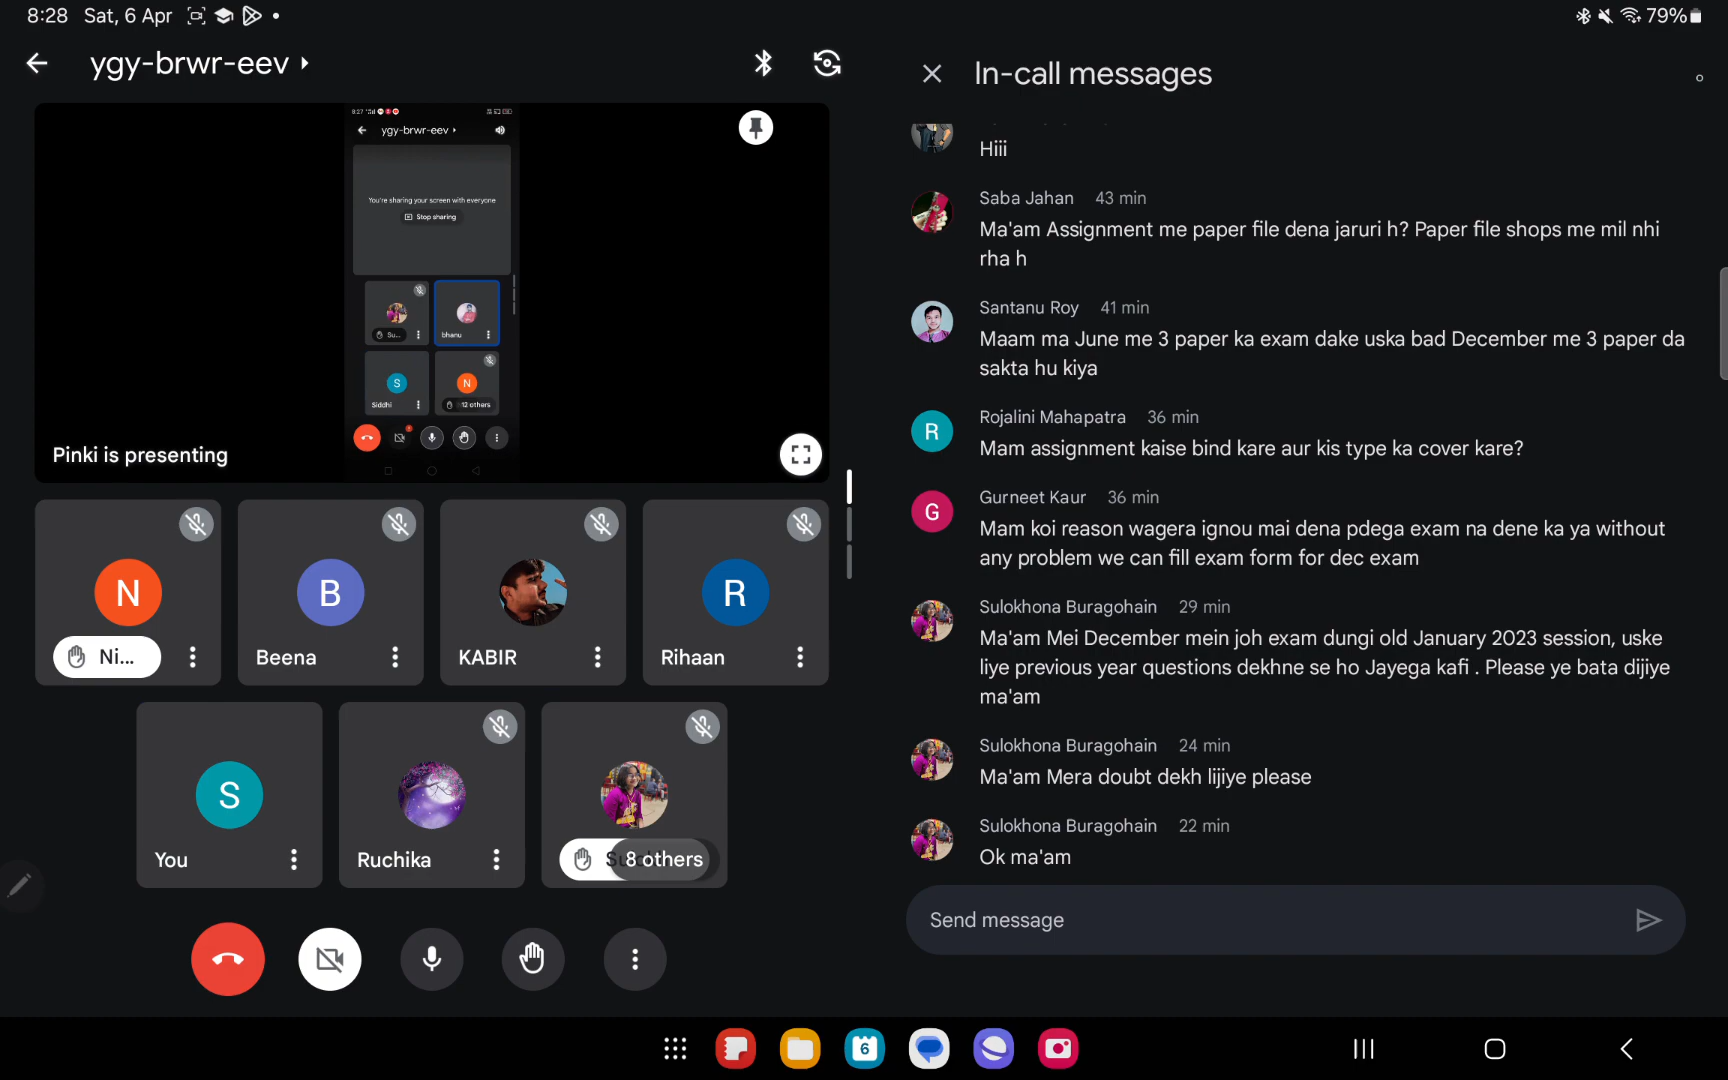 8:28 Sat, 6 Apr
79%
ygy-brwr-eev
8:27
ygy-brwr-eev
You're sharing your screen with everyone
Stop sharing
Su...
bhanu
S
N
Siddhi
12 others
Pinki is presenting
N
B
R
Ni...
Beena
KABIR
Rihaan
S
You
Ruchika
8 others
In-call messages
Hiii
Saba Jahan 43 min
Ma'am Assignment me paper file dena jaruri h? Paper file shops me mil nhi
rha h
Santanu Roy 41 min
Maam ma June me 3 paper ka exam dake uska bad December me 3 paper da
sakta hu kiya
R
Rojalini Mahapatra 36 min
Mam assignment kaise bind kare aur kis type ka cover kare?
G
Gurneet Kaur 36 min
Mam koi reason wagera ignou mai dena pdega exam na dene ka ya without
any problem we can fill exam form for dec exam
Sulokhona Buragohain 29 min
Ma'am Mei December mein joh exam dungi old January 2023 session, uske
liye previous year questions dekhne se ho Jayega kafi . Please ye bata dijiye
ma'am
Sulokhona Buragohain 24 min
Ma'am Mera doubt dekh lijiye please
Sulokhona Buragohain 22 min
Ok ma'am
Send message
6